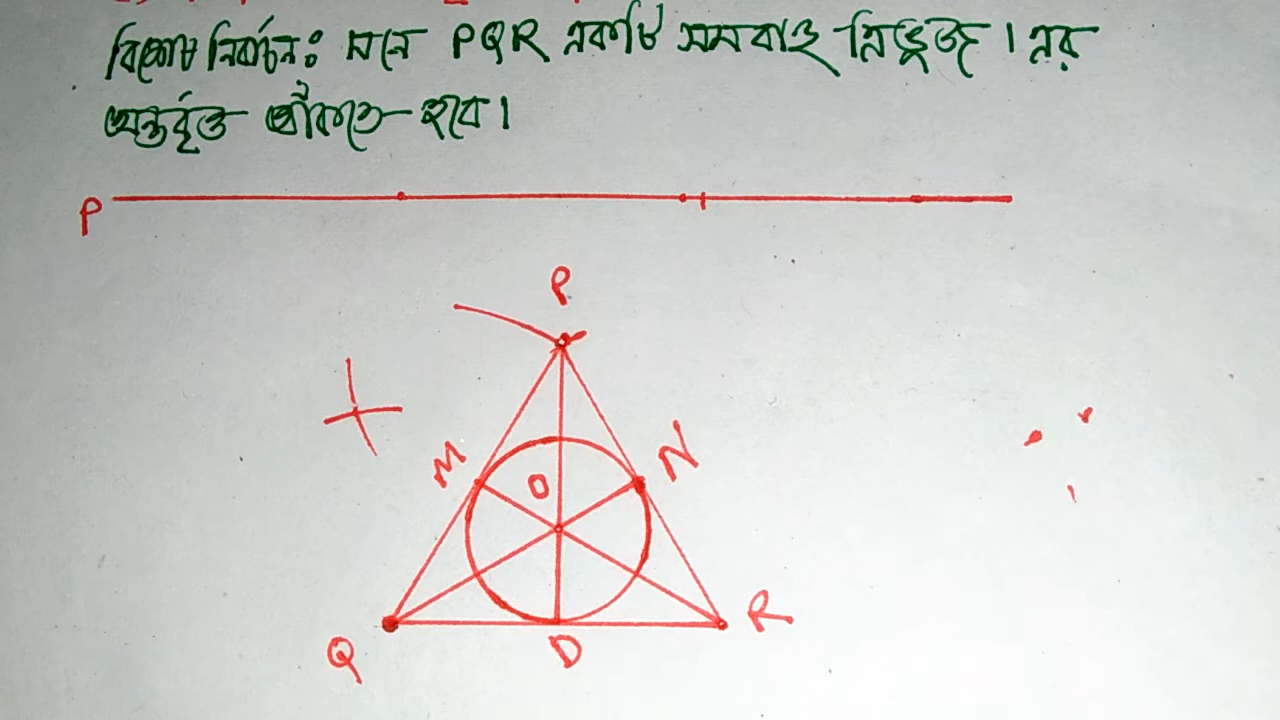 বিশেষ নির্বচন: মনে PQR একটি সমবাহু ত্রিভুজ। এর
অন্তর্বৃত্ত আঁকতে হবে।
P
P
M
N
O
Q
D
R